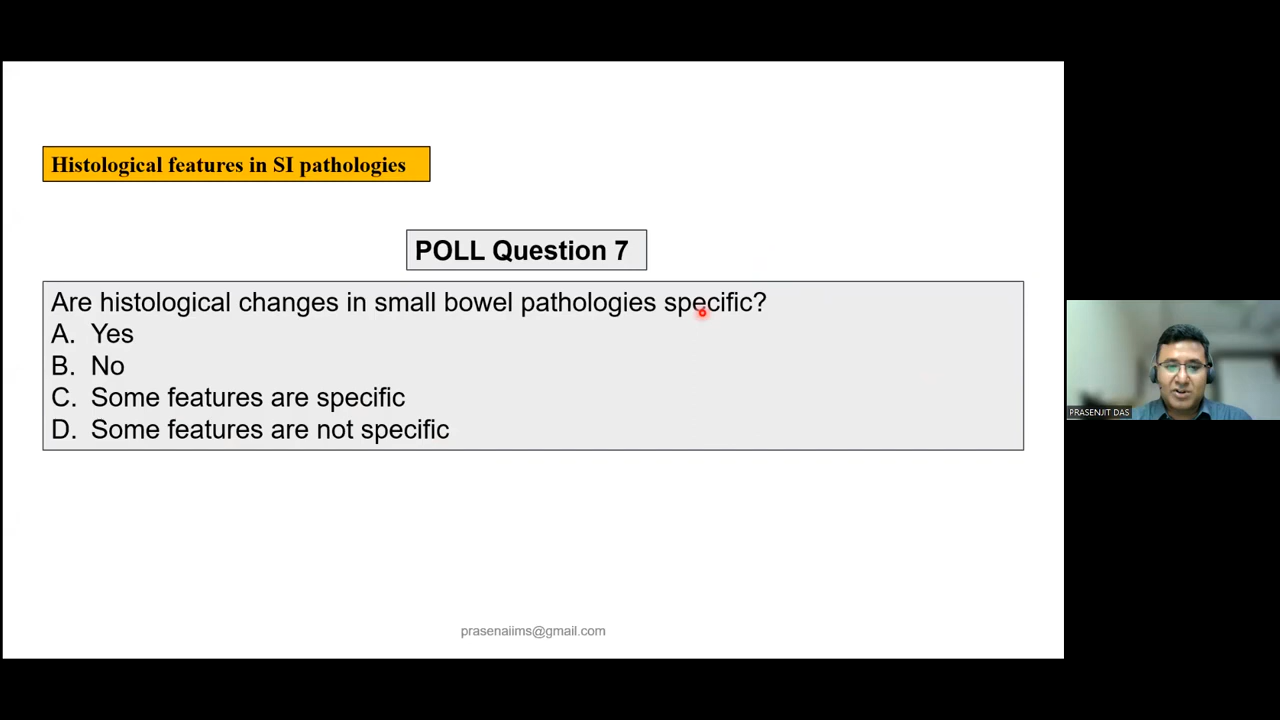 Histological features in SI pathologies
POLL Question 7
Are histological changes in small bowel pathologies specific?
A. Yes
B. No
C. Some features are specific
D. Some features are not specific
PRASENJIT DAS
prasenaiims@gmail.com